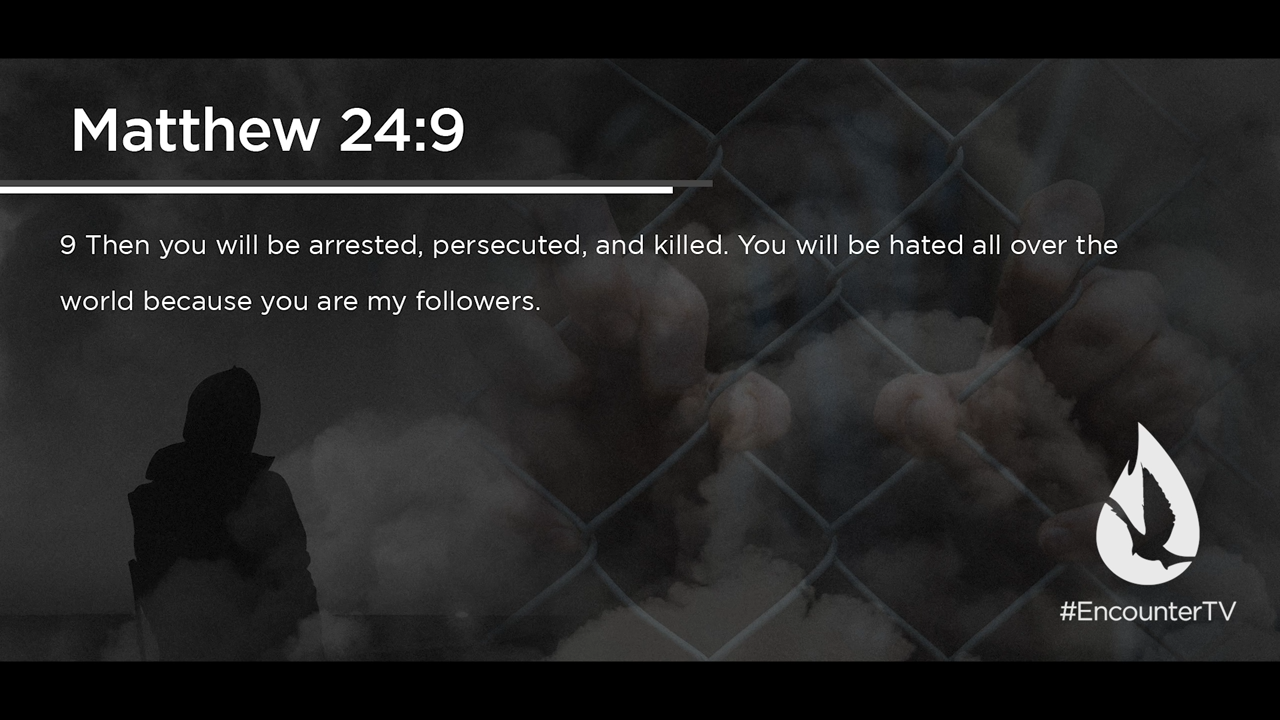 Matthew 24:9
9 Then you will be arrested, persecuted, and killed. You will be hated all over the
world because you are my followers.
#EncounterTV